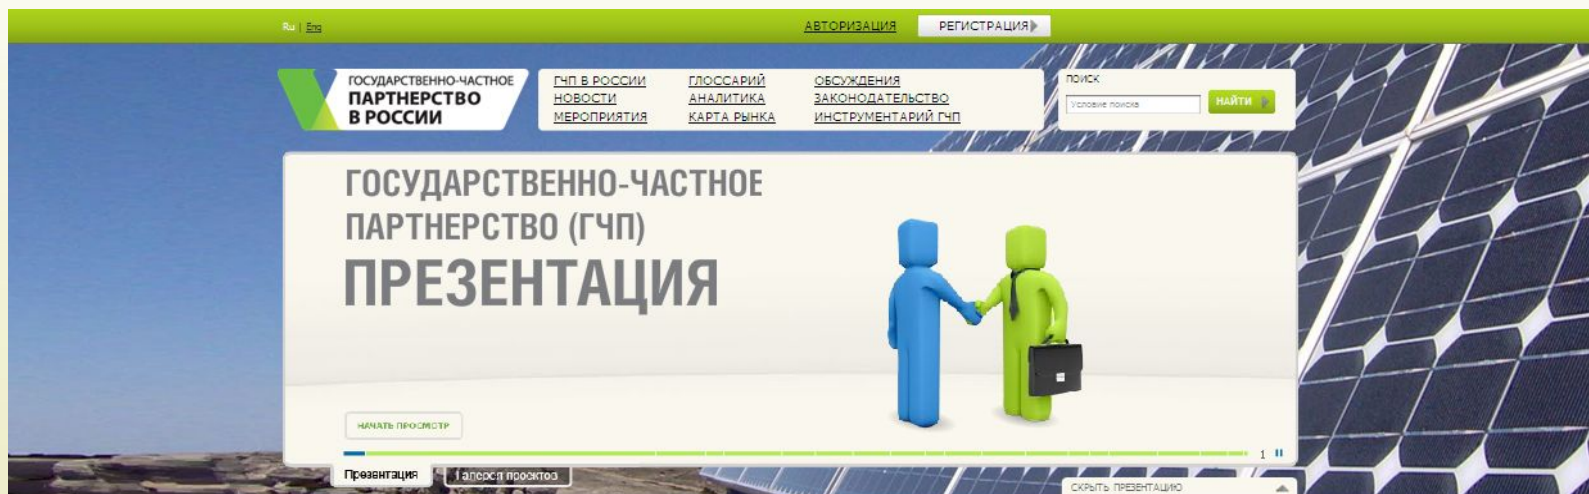 Ru | Eng
АВТОРИЗАЦИЯ
РЕГИСТРАЦИЯ
ГОСУДАРСТВЕННО-ЧАСТНОЕ
ПАРТНЕРСТВО
В РОССИИ
ГЧП В РОССИИ
НОВОСТИ
МЕРОПРИЯТИЯ
ГЛОССАРИЙ
АНАЛИТИКА
КАРТА РЫНКА
ОБСУЖДЕНИЯ
ЗАКОНОДАТЕЛЬСТВО
ИНСТРУМЕНТАРИЙ ГЧП
ПОИСК
Условие поиска
НАЙТИ
ГОСУДАРСТВЕННО-ЧАСТНОЕ
ПАРТНЕРСТВО (ГЧП)
ПРЕЗЕНТАЦИЯ
НАЧАТЬ ПРОСМОТР
1
Презентация
Галерея проектов
СКРЫТЬ ПРЕЗЕНТАЦИЮ